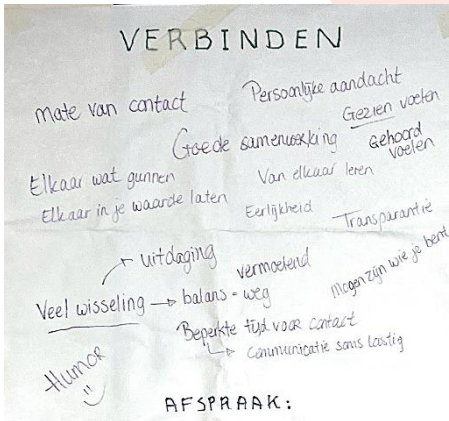 VERBINDEN
Mate van contact
Persoonlijke aandacht
Gezien voelen
Goede samenwerking
Gehoord
voelen
Elkaar wat gunnen
Van elkaar leren
Elkaar in je waarde laten
Eerlijkheid
Transparantie
uitdaging
vermoeiend
Mogen zijn wie je bent
Veel wisseling → balans = weg
Beperkte tijd voor contact
communicatie soms lastig
Humor
AFSPRAAK: